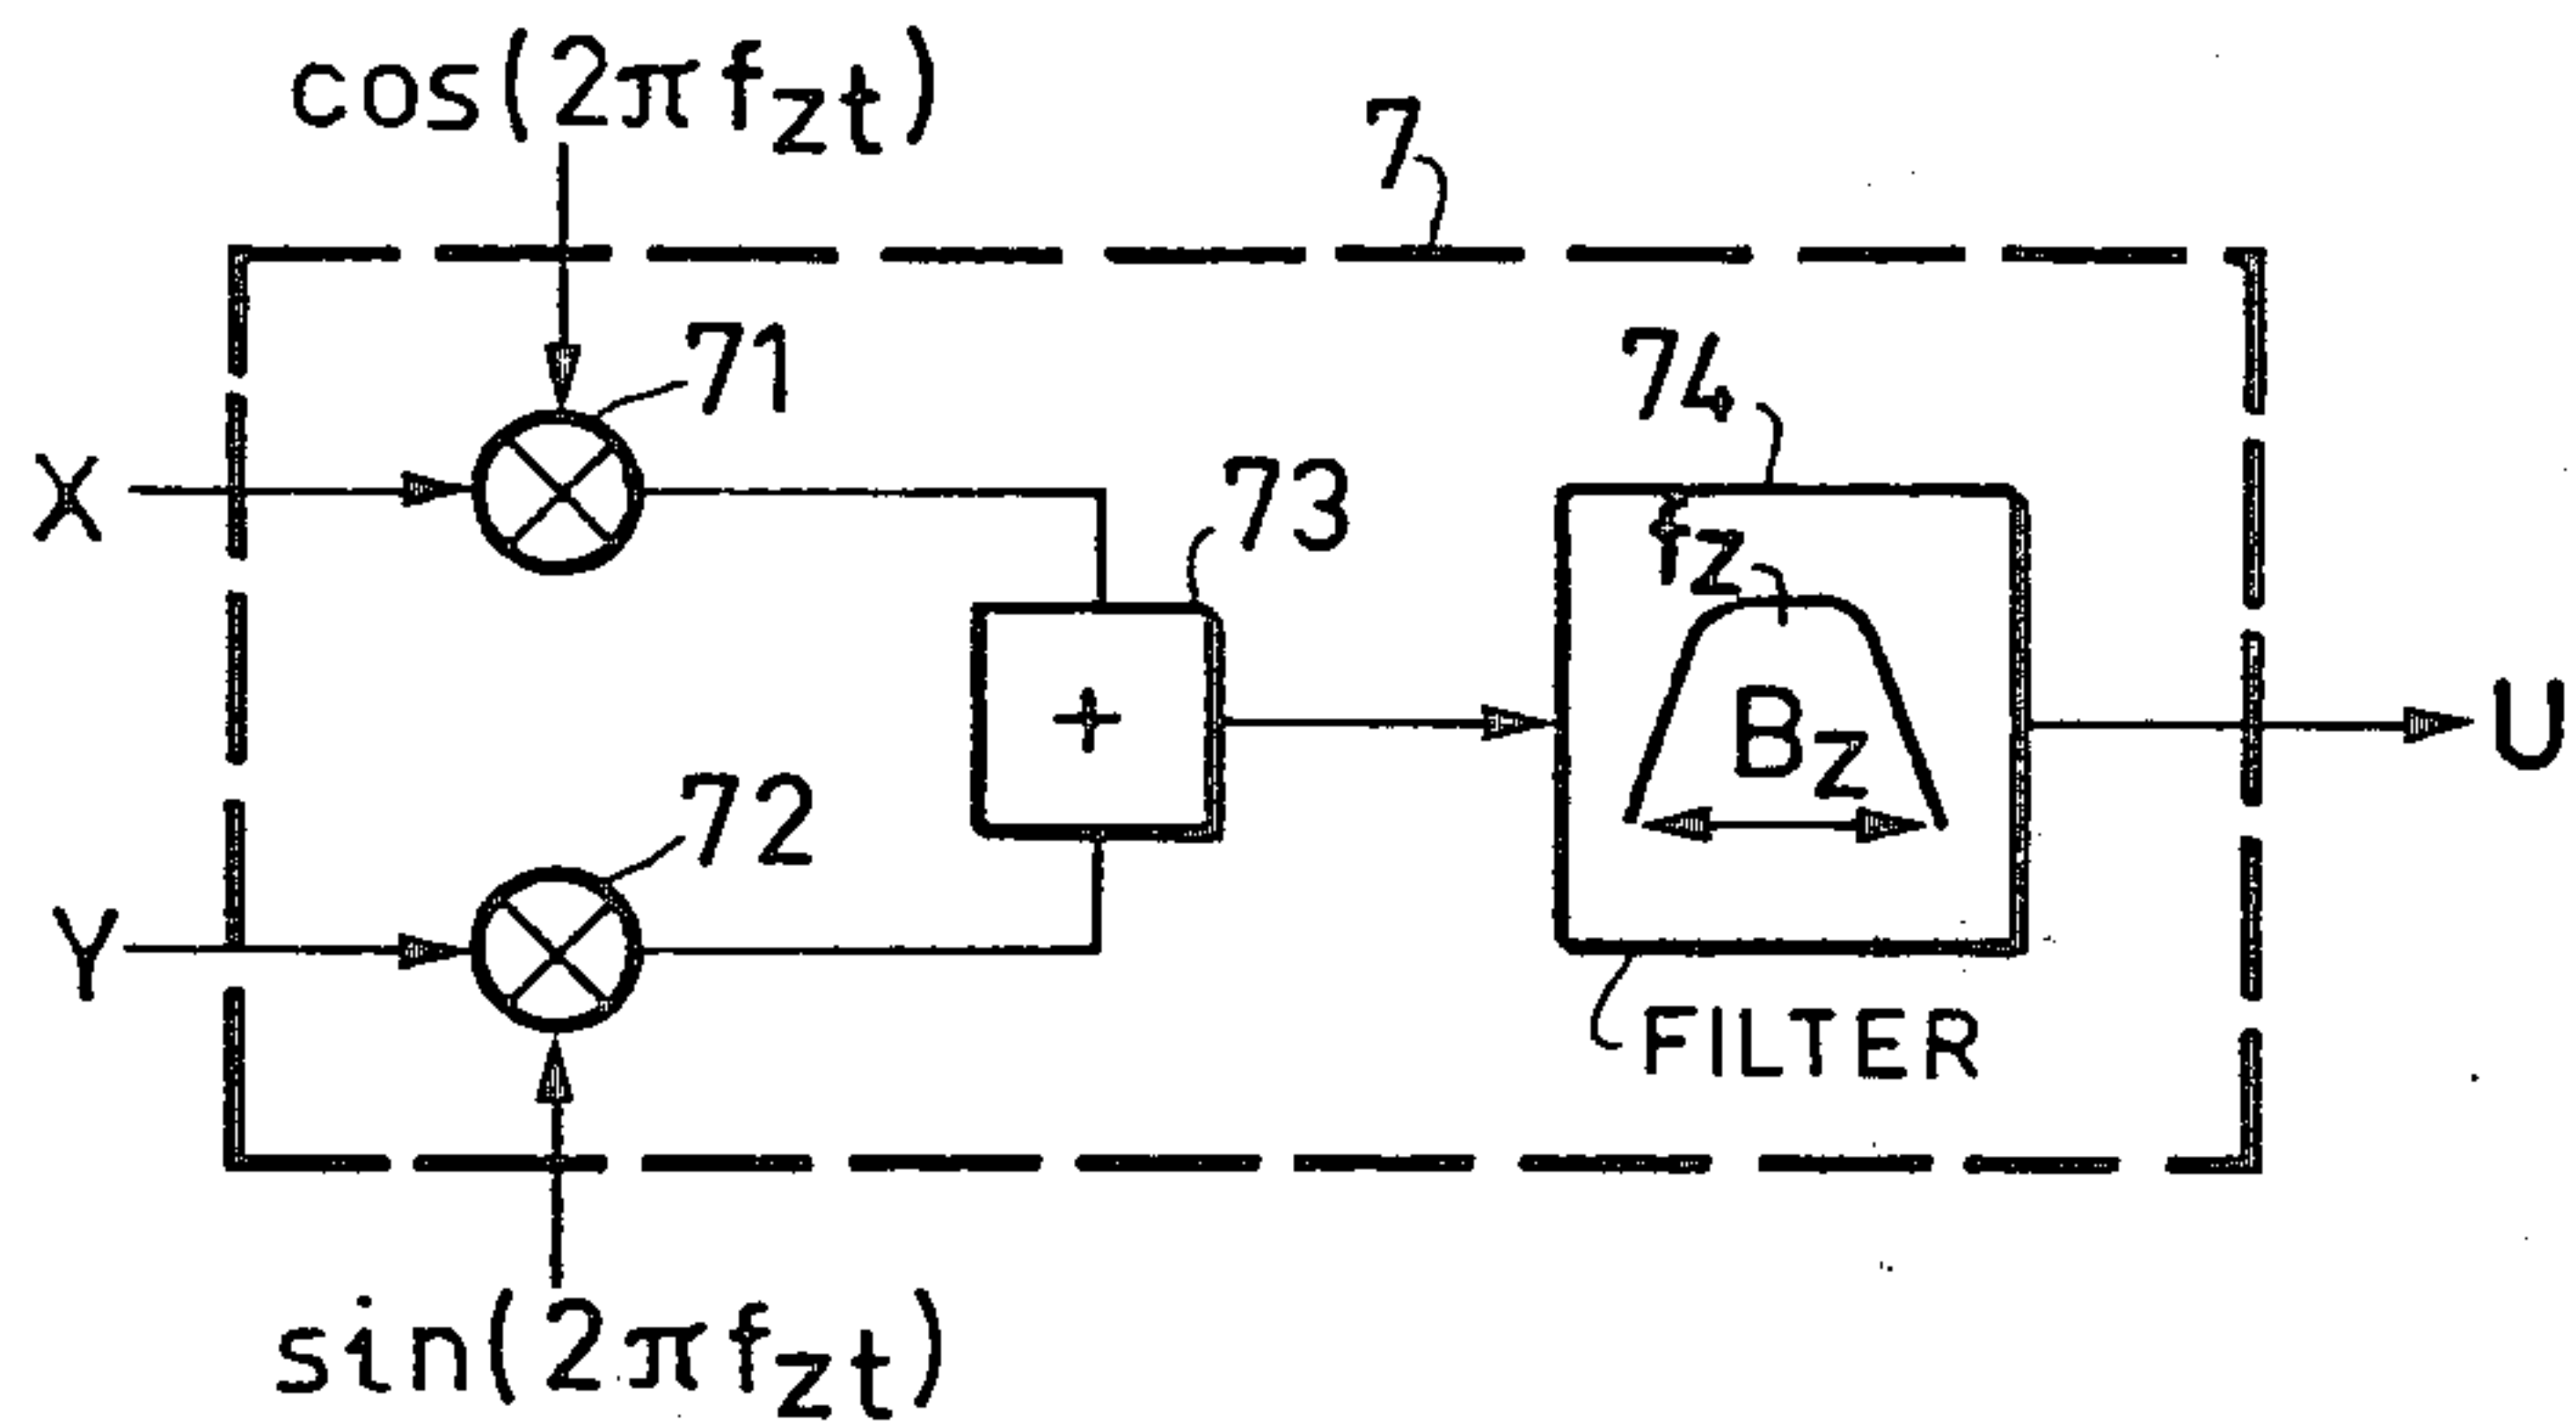 cos(2πfzt)
7
71
X
74
73
fz
+
Bz
U
72
Y
FILTER
sin(2πfzt)